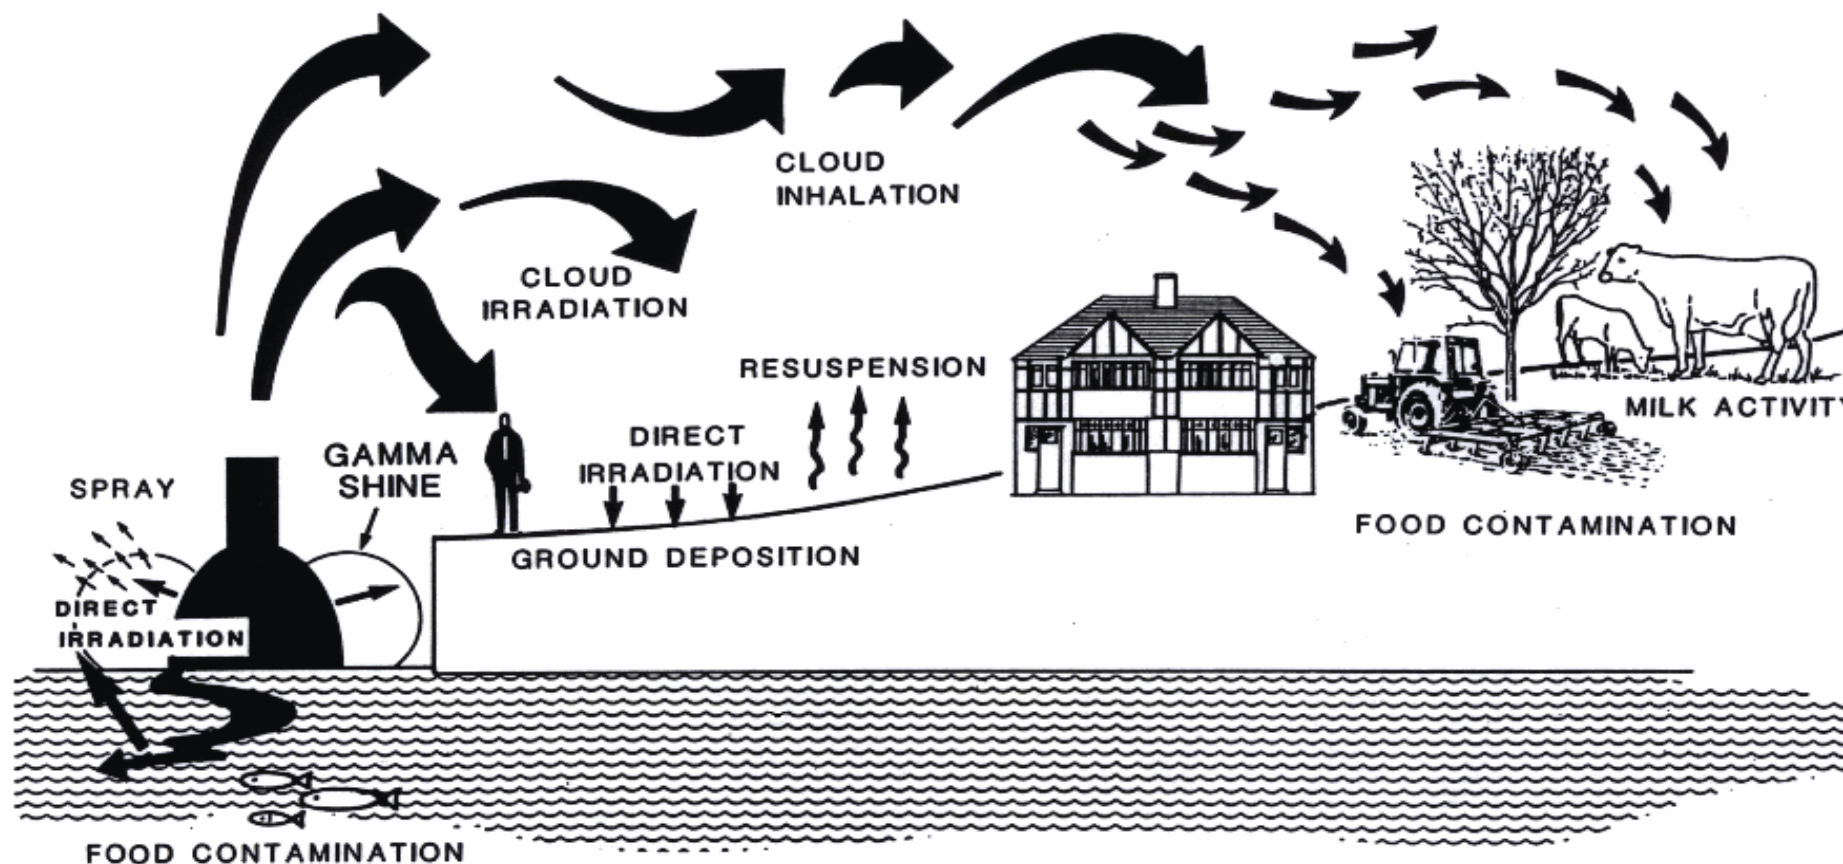 CLOUD
INHALATION
CLOUD
IRRADIATION
RESUSPENSION
MILK ACTIVITY
DIRECT
IRRADIATION
GAMMA
SHINE
SPRAY
FOOD CONTAMINATION
GROUND DEPOSITION
DIRECT
IRRADIATION
FOOD CONTAMINATION